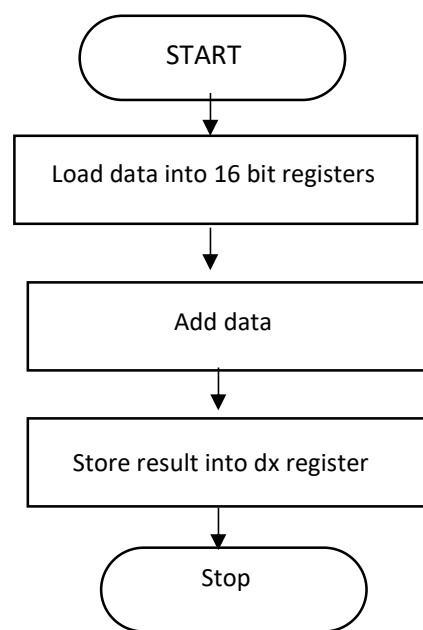 START
Load data into 16 bit registers
Add data
Store result into dx register
Stop